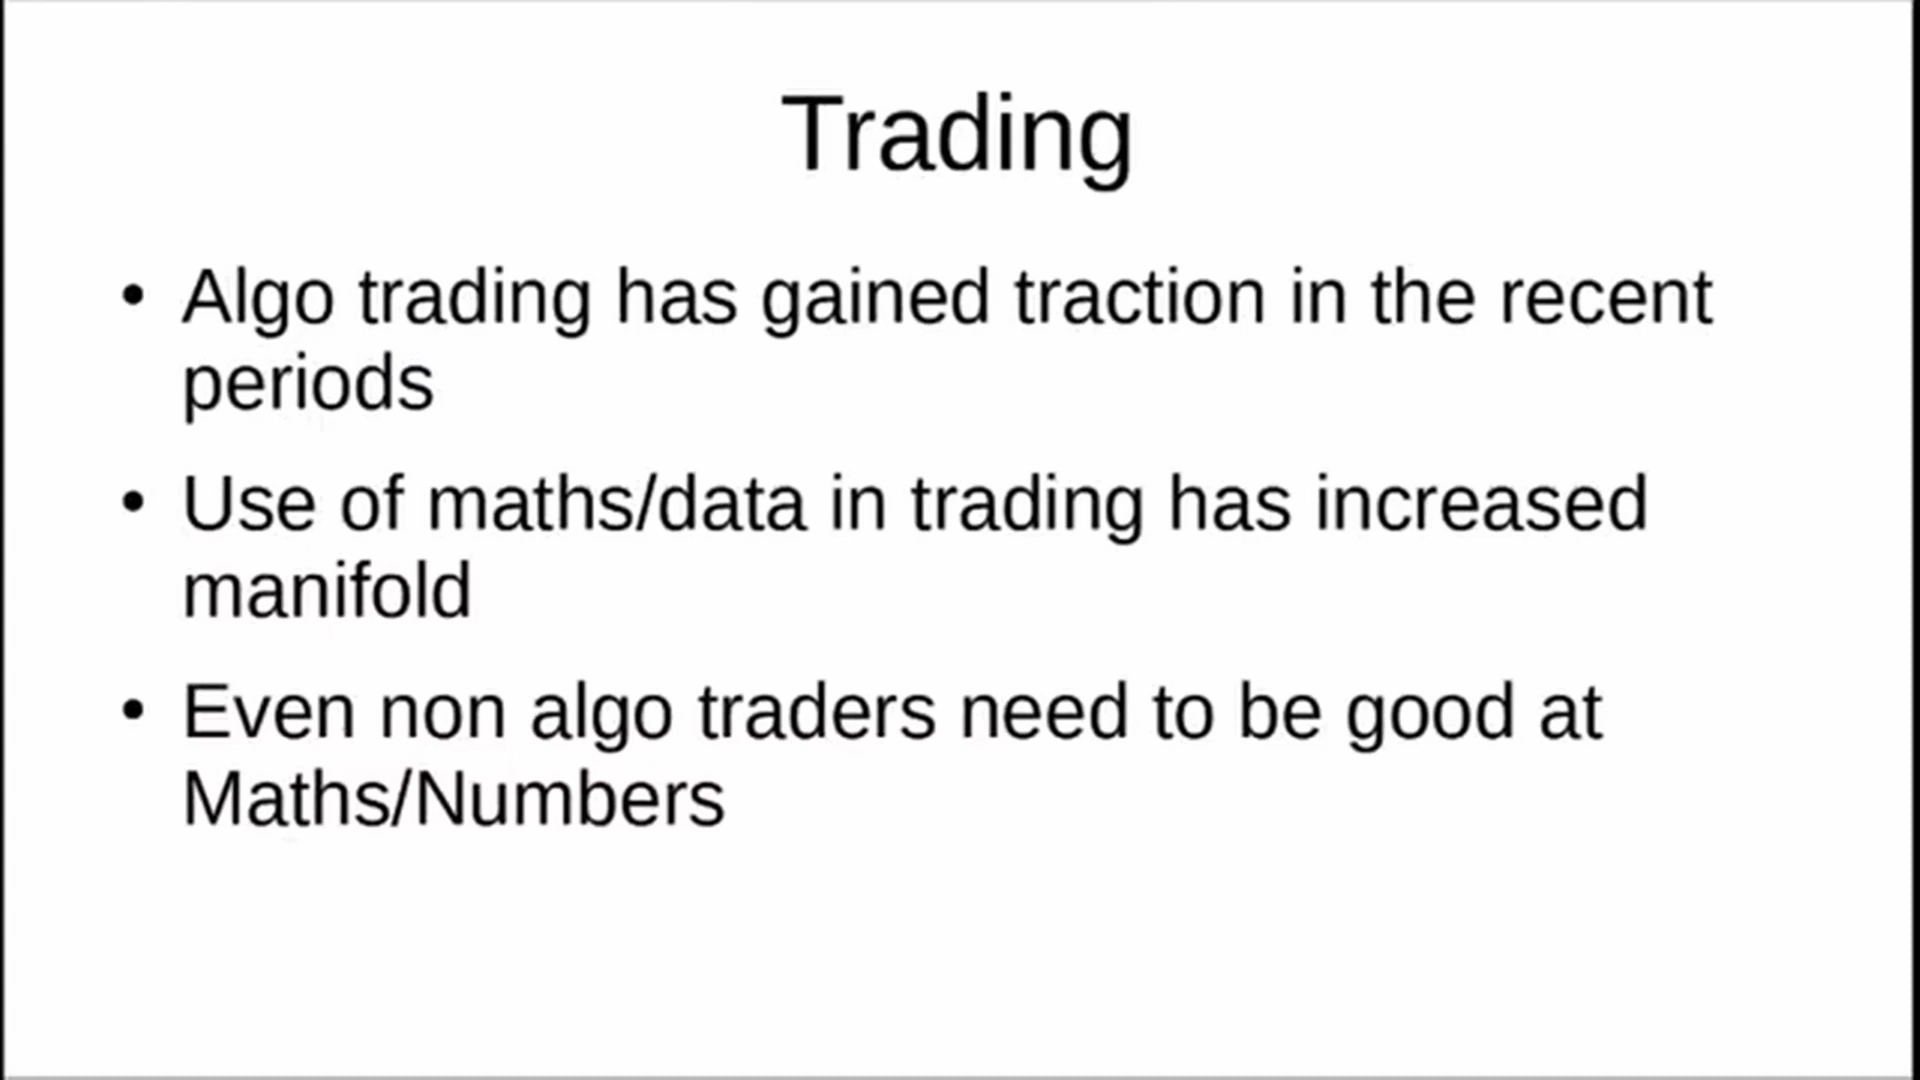 Trading
• Algo trading has gained traction in the recent
periods
• Use of maths/data in trading has increased
manifold
• Even non algo traders need to be good at
Maths/Numbers